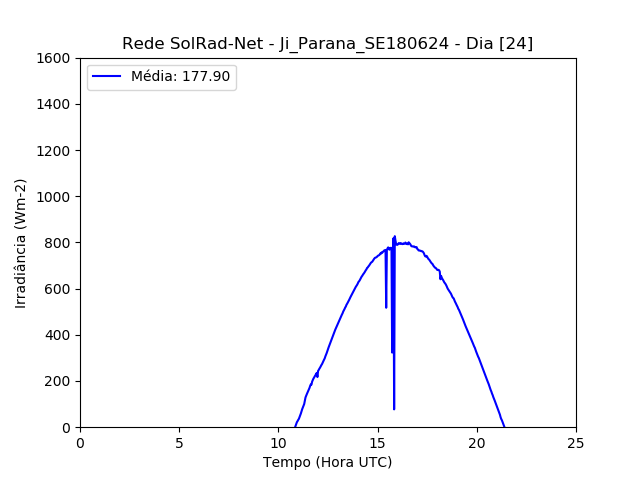 Rede SolRad-Net - Ji_Parana_SE180624 - Dia [24]
Média: 177.90
Irradiância (Wm-2)
1600
1400
1200
1000
800
600
400
200
0
0 5 10 15 20 25
Tempo (Hora UTC)